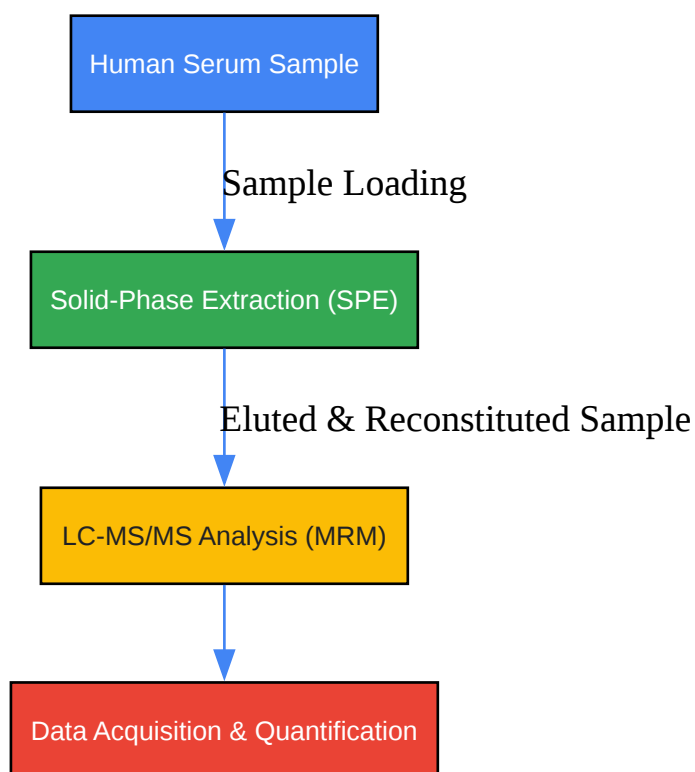 Human Serum Sample
Sample Loading
Solid-Phase Extraction (SPE)
Eluted & Reconstituted Sample
LC-MS/MS Analysis (MRM)
Data Acquisition & Quantification